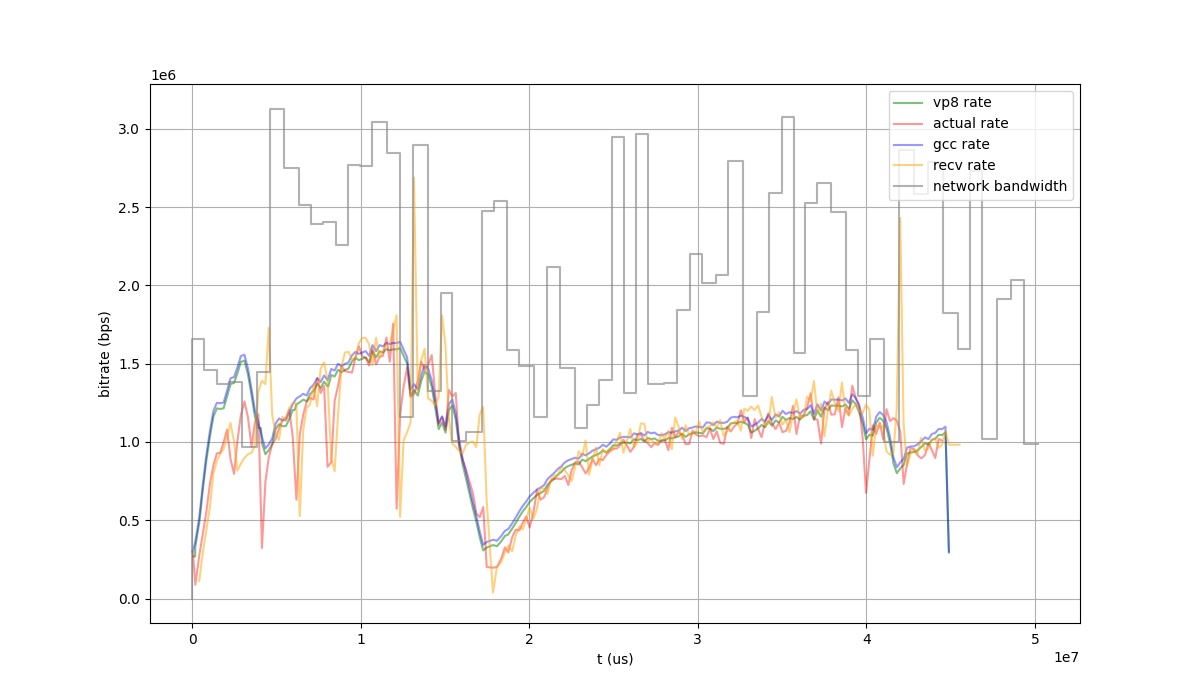 1e6
bitrate (bps)
3.0
2.5
2.0
1.5
1.0
0.5
0.0
vp8 rate
actual rate
gcc rate
recv rate
network bandwidth
0
1
2
3
4
5
t (us)
1e7